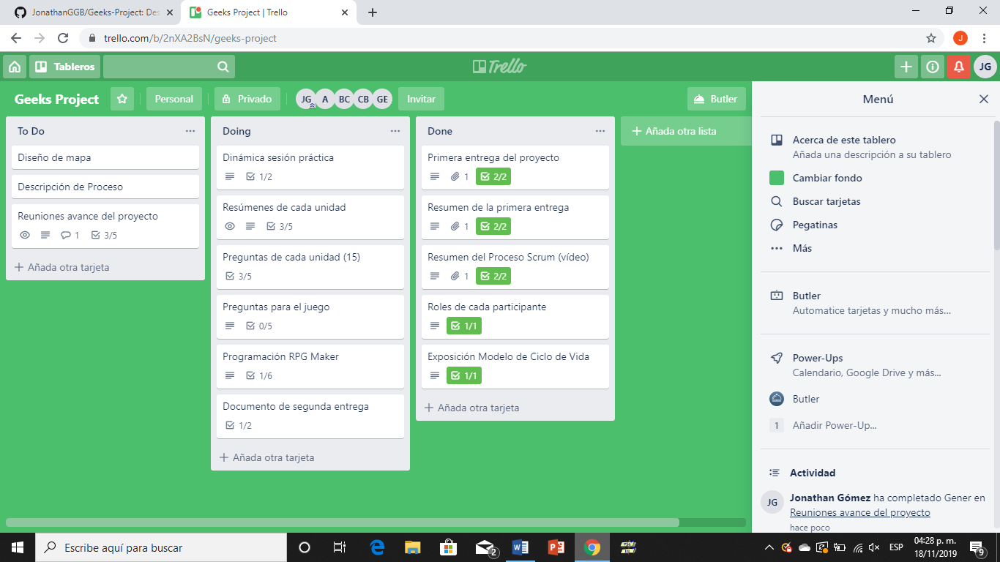 JonathanGGB/Geeks-Project: Des
Geeks Project | Trello
trello.com/b/2nXA2BsN/geeks-project
J
Tableros
Trello
JG
Geeks Project
Personal
Privado
JG A BC CB GE
Invitar
Butler
To Do
Diseño de mapa
Descripción de Proceso
Reuniones avance del proyecto
1 3/5
+ Añada otra tarjeta
Doing
Dinámica sesión práctica
1/2
Resúmenes de cada unidad
3/5
Preguntas de cada unidad (15)
3/5
Preguntas para el juego
0/5
Programación RPG Maker
1/6
Documento de segunda entrega
1/2
+ Añada otra tarjeta
Done
Primera entrega del proyecto
1 2/2
Resumen de la primera entrega
1 2/2
Resumen del Proceso Scrum (vídeo)
1 2/2
Roles de cada participante
1/1
Exposición Modelo de Ciclo de Vida
1/1
+ Añada otra tarjeta
+ Añada otra lista
Menú
Acerca de este tablero
Añada una descripción a su tablero
Cambiar fondo
Buscar tarjetas
Pegatinas
Más
Butler
Automatice tarjetas y mucho más...
Power-Ups
Calendario, Google Drive y más...
Butler
1 Añadir Power-Up...
Actividad
JG
Jonathan Gómez ha completado Gener en
Reuniones avance del proyecto
hace poco
Escribe aquí para buscar
2
ESP
04:28 p. m.
18/11/2019
9